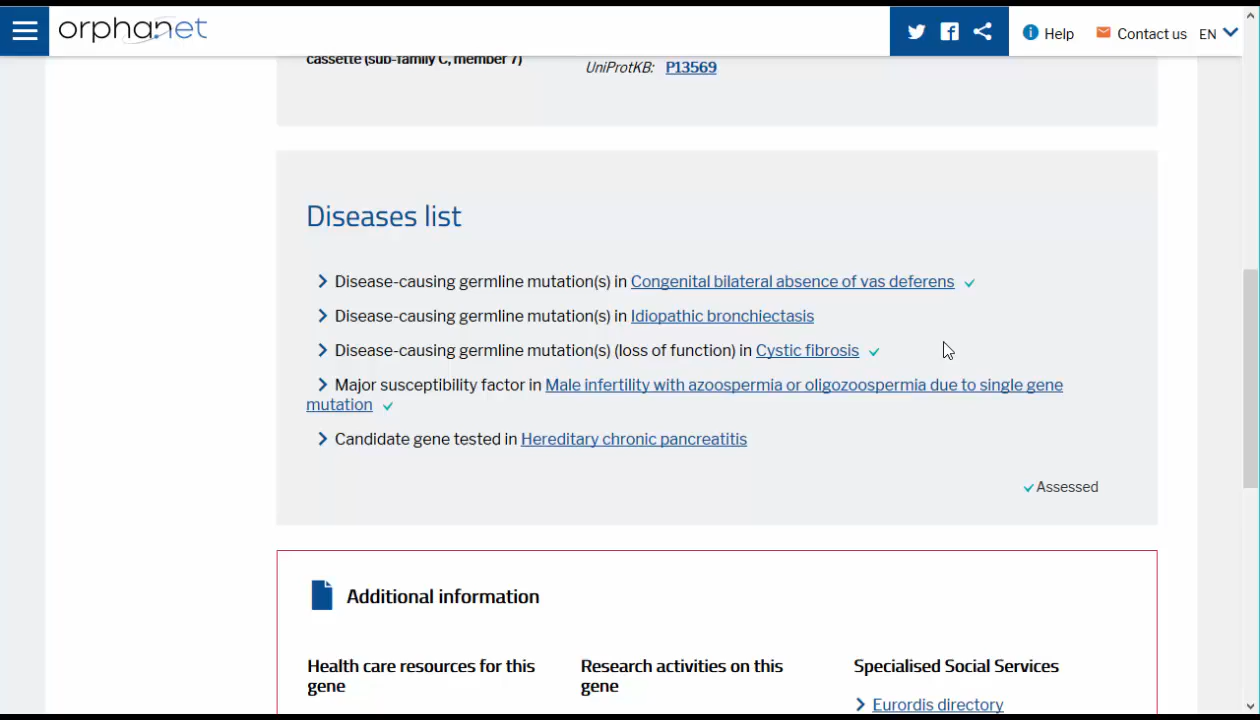 orphanet
Help
Contact us
EN
cassette (sub-family C, member 7)
UniProtKB: P13569
Diseases list
Disease-causing germline mutation(s) in Congenital bilateral absence of vas deferens
Disease-causing germline mutation(s) in Idiopathic bronchiectasis
Disease-causing germline mutation(s) (loss of function) in Cystic fibrosis
Major susceptibility factor in Male infertility with azoospermia or oligozoospermia due to single gene
mutation
Candidate gene tested in Hereditary chronic pancreatitis
Assessed
Additional information
Health care resources for this
gene
Research activities on this
gene
Specialised Social Services
Eurordis directory